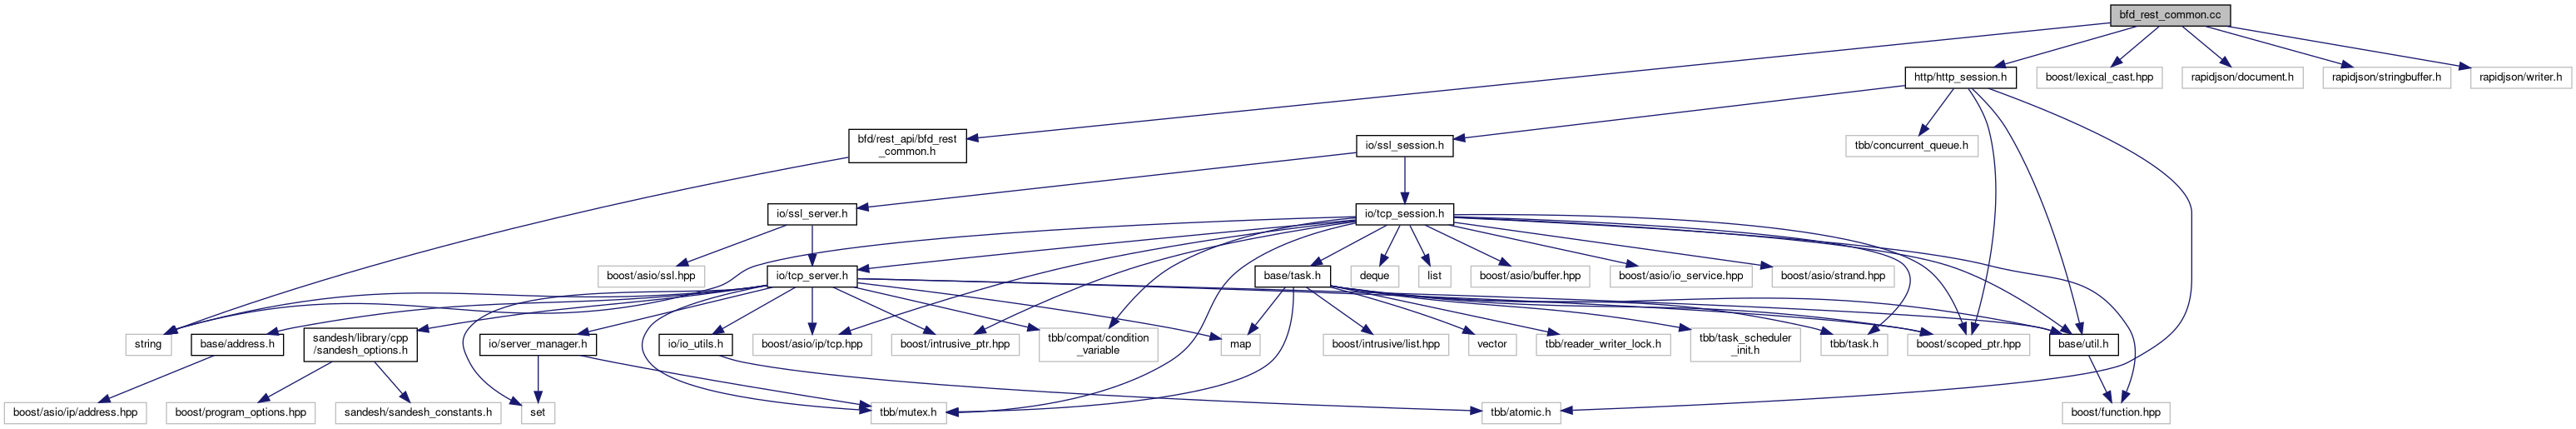 bfd_rest_common.cc
http/http_session.h
boost/lexical_cast.hpp
rapidjson/document.h
rapidjson/stringbuffer.h
rapidjson/writer.h
bfd/rest_api/bfd_rest
_common.h
io/ssl_session.h
tbb/concurrent_queue.h
io/ssl_server.h
io/tcp_session.h
boost/asio/ssl.hpp
io/tcp_server.h
base/task.h
deque
list
boost/asio/buffer.hpp
boost/asio/io_service.hpp
boost/asio/strand.hpp
string
base/address.h
sandesh/library/cpp
/sandesh_options.h
io/server_manager.h
io/io_utils.h
boost/asio/ip/tcp.hpp
boost/intrusive_ptr.hpp
tbb/compat/condition
_variable
map
boost/intrusive/list.hpp
vector
tbb/reader_writer_lock.h
tbb/task_scheduler
_init.h
tbb/task.h
boost/scoped_ptr.hpp
base/util.h
boost/asio/ip/address.hpp
boost/program_options.hpp
sandesh/sandesh_constants.h
set
tbb/mutex.h
tbb/atomic.h
boost/function.hpp